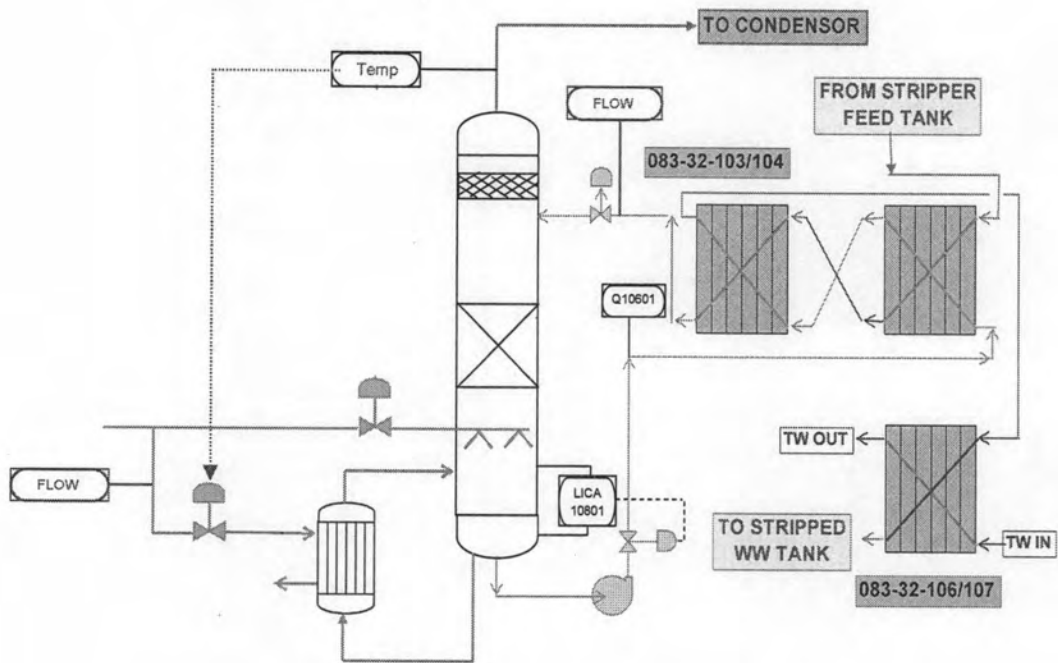 TO CONDENSOR
Temp
FLOW
FROM STRIPPER
FEED TANK
083-32-103/104
Q10601
TW OUT
FLOW
LICA
10801
TO STRIPPED
WW TANK
TW IN
083-32-106/107